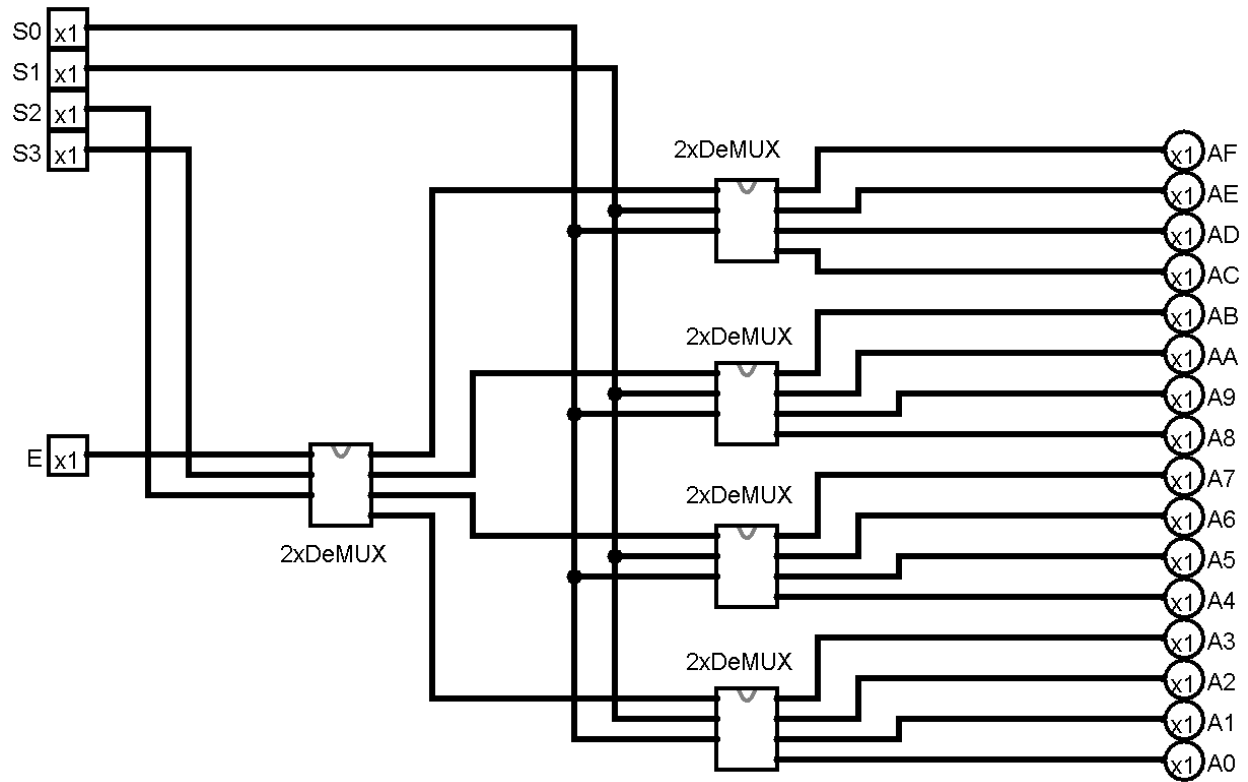 S0 x1
S1 x1
S2 x1
S3 x1
2xDeMUX
x1 AF
x1 AE
x1 AD
x1 AC
x1 AB
2xDeMUX
x1 AA
x1 A9
x1 A8
E x1
x1 A7
2xDeMUX
x1 A6
2xDeMUX
x1 A5
x1 A4
x1 A3
2xDeMUX
x1 A2
x1 A1
x1 A0